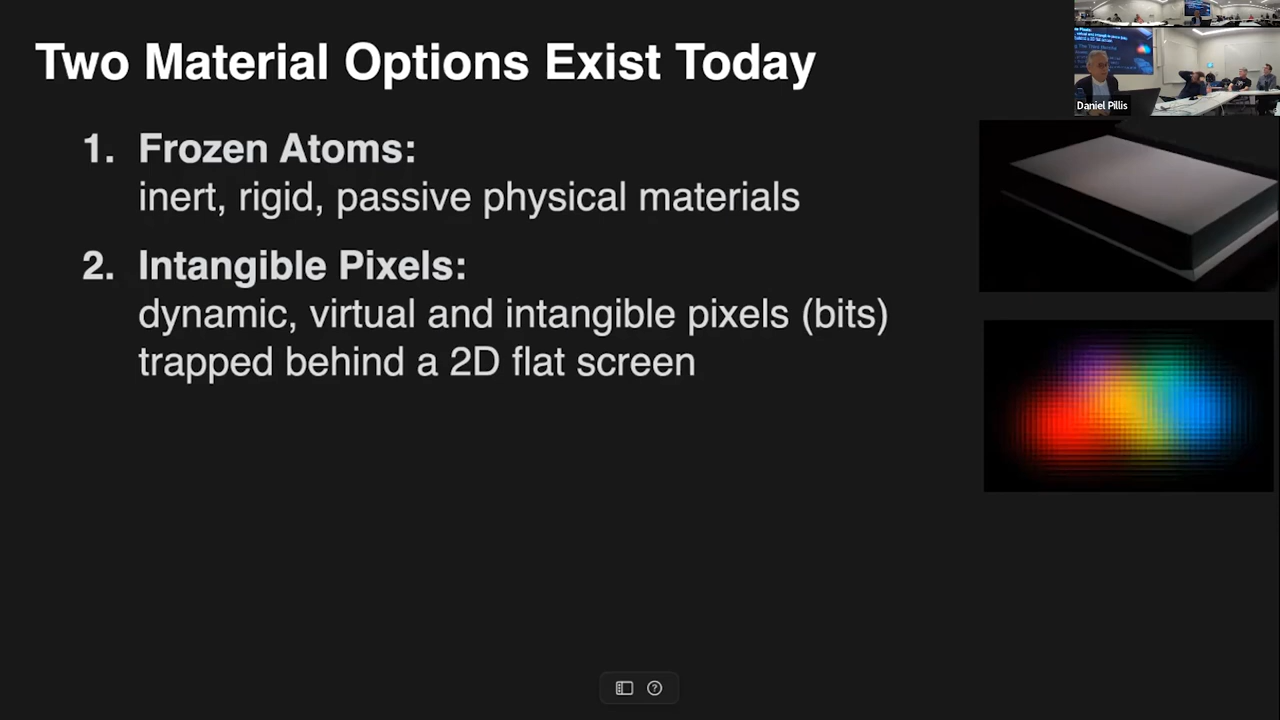 Two Material Options Exist Today
1. Frozen Atoms:
inert, rigid, passive physical materials
2. Intangible Pixels:
dynamic, virtual and intangible pixels (bits)
trapped behind a 2D flat screen
Daniel Pillis